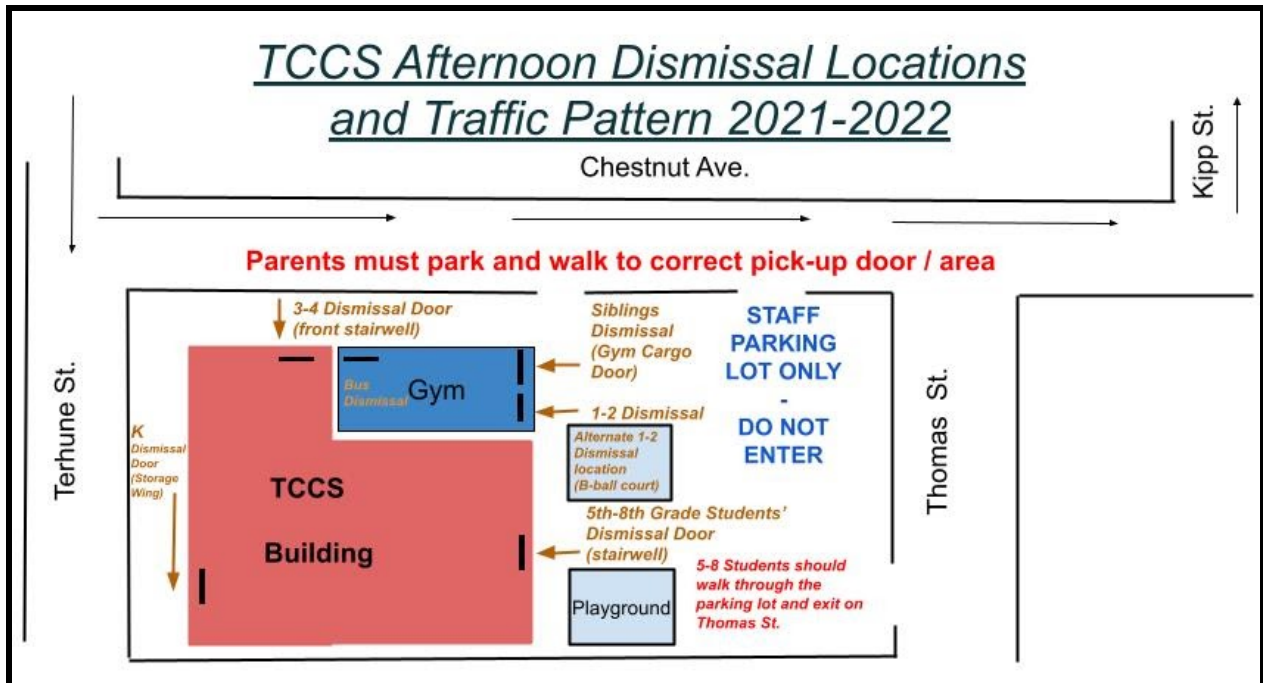 TCCS Afternoon Dismissal Locations
and Traffic Pattern 2021-2022
Chestnut Ave.
Kipp St.
Parents must park and walk to correct pick-up door / area
3-4 Dismissal Door
(front stairwell)
Siblings
Dismissal
(Gym Cargo
Door)
STAFF
PARKING
LOT ONLY
-
DO NOT
ENTER
Terhune St.
Bus
Dismissal
Gym
1-2 Dismissal
K
Dismissal
Door
(Storage
Wing)
Alternate 1-2
Dismissal
location
(B-ball court)
Thomas St.
TCCS
Building
5th-8th Grade Students'
Dismissal Door
(stairwell)
5-8 Students should
walk through the
parking lot and exit on
Thomas St.
Playground